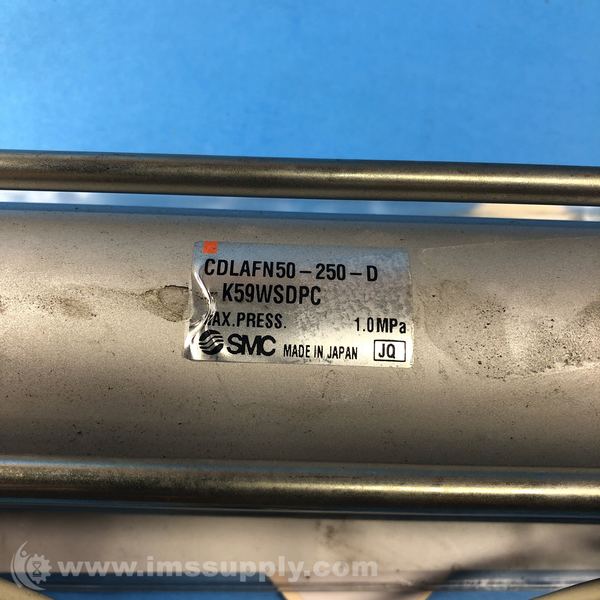 CDLAFN50-250-D
-K59WSDPC
MAX.PRESS. 1.0MPa
SMC MADE IN JAPAN JQ
www.imssupply.com